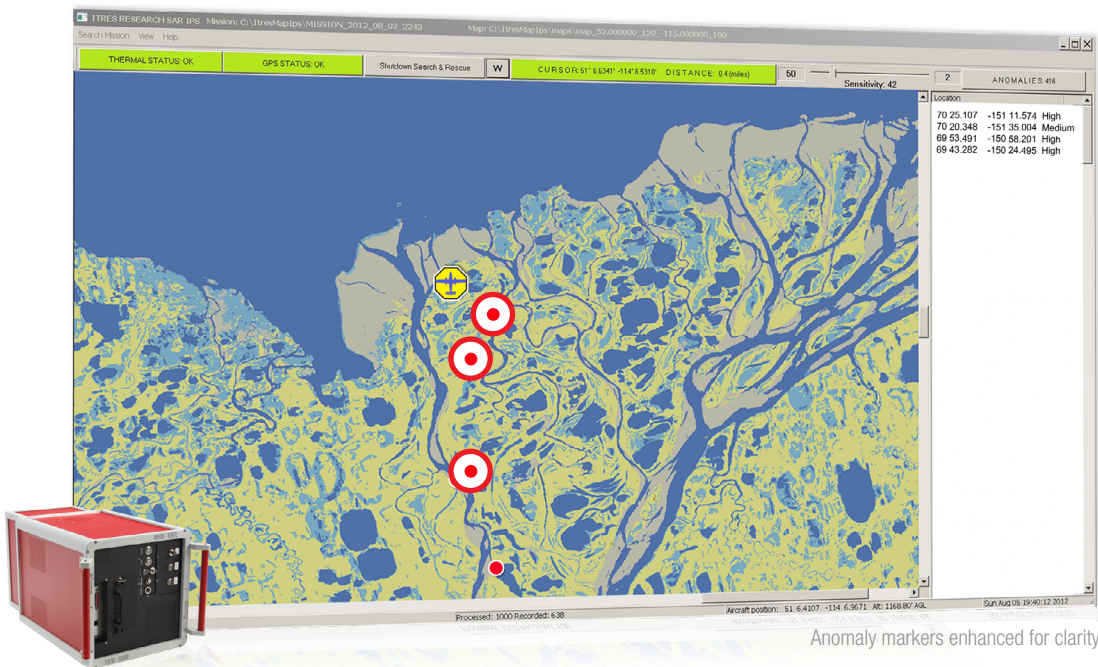 ITRES RESEARCH SAR IPS Mission: C:\ItresMapIps\MISSION_2012_08_03_2243 Map: C:\ItresMapIps\maps\map_52.000000_120_-115.000000_100
Search Mission View Help
THERMAL STATUS: OK GPS STATUS: OK Shutdown Search & Rescue W CURSOR: 51° 6.6341' -114° 6.5310' DISTANCE: 0.4 (miles) 50 Sensitivity: 42 2 ANOMALIES: 416
Location
70 25.107 -151 11.574 High
70 20.348 -151 35.004 Medium
69 53.491 -150 58.201 High
69 43.282 -150 24.495 High
Processed: 1000 Recorded: 638 Aircraft position: 51 6.4107 -114 6.9671 Alt: 1168.80' AGL Sun Aug 05 19:40:12 2012
Anomaly markers enhanced for clarity